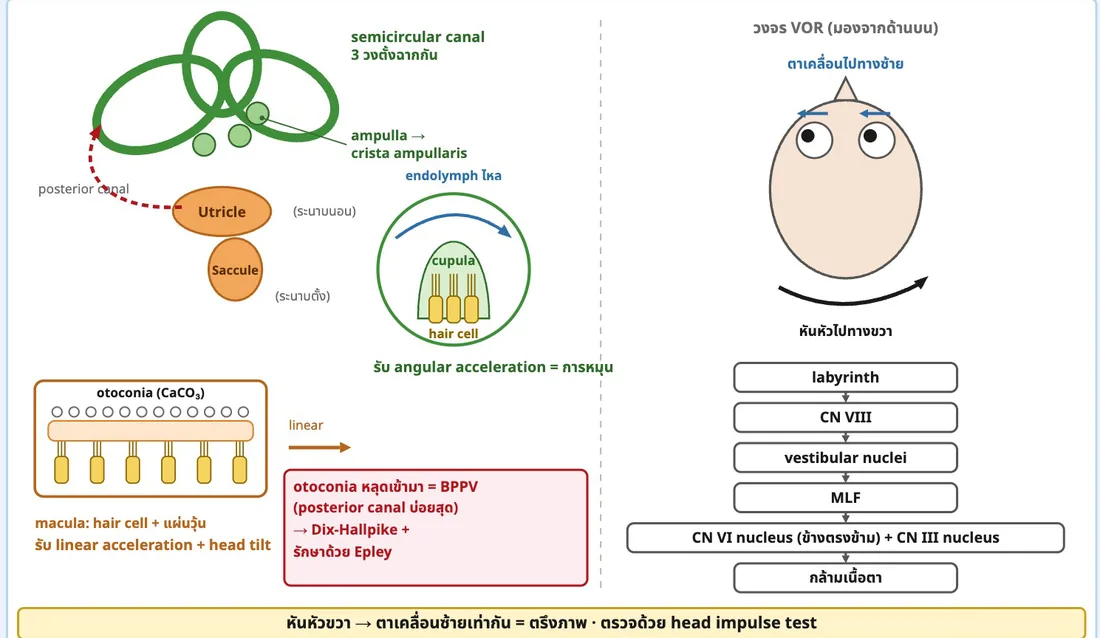 semicircular canal
3 วงตั้งฉากกัน
ampulla →
crista ampullaris
posterior canal
Utricle
(ระนาบนอน)
Saccule
(ระนาบตั้ง)
endolymph ไหล
cupula
hair cell
รับ angular acceleration = การหมุน
otoconia (CaCO₃)
linear
macula: hair cell + แผ่นวุ้น
รับ linear acceleration + head tilt
otoconia หลุดเข้ามา = BPPV
(posterior canal บ่อยสุด)
→ Dix-Hallpike +
รักษาด้วย Epley
วงจร VOR (มองจากด้านบน)
ตาเคลื่อนไปทางซ้าย
หันหัวไปทางขวา
labyrinth
CN VIII
vestibular nuclei
MLF
CN VI nucleus (ข้างตรงข้าม) + CN III nucleus
กล้ามเนื้อตา
หันหัวขวา → ตาเคลื่อนซ้ายเท่ากัน = ตรึงภาพ · ตรวจด้วย head impulse test